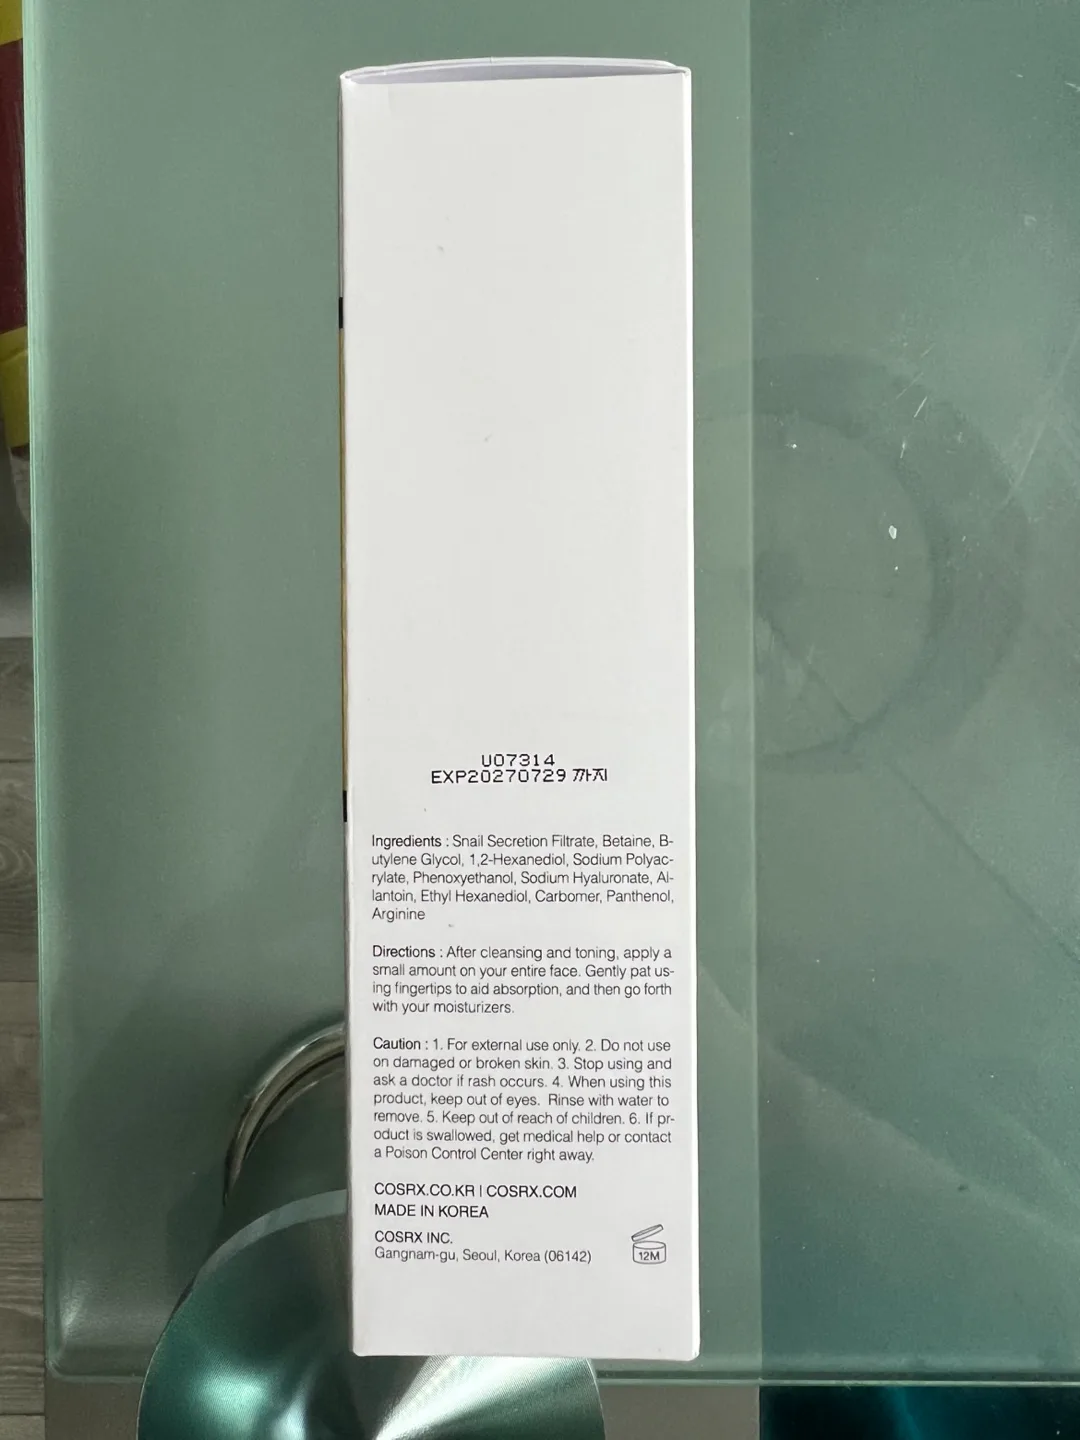 U07314
EXP20270729 까지
Ingredients : Snail Secretion Filtrate, Betaine, B-
utylene Glycol, 1,2-Hexanediol, Sodium Polyac-
rylate, Phenoxyethanol, Sodium Hyaluronate, Al-
lantoin, Ethyl Hexanediol, Carbomer, Panthenol,
Arginine
Directions : After cleansing and toning, apply a
small amount on your entire face. Gently pat us-
ing fingertips to aid absorption, and then go forth
with your moisturizers.
Caution : 1. For external use only. 2. Do not use
on damaged or broken skin. 3. Stop using and
ask a doctor if rash occurs. 4. When using this
product, keep out of eyes. Rinse with water to
remove. 5. Keep out of reach of children. 6. If pr-
oduct is swallowed, get medical help or contact
a Poison Control Center right away.
COSRX.CO.KR | COSRX.COM
MADE IN KOREA
COSRX INC.
Gangnam-gu, Seoul, Korea (06142)
12M